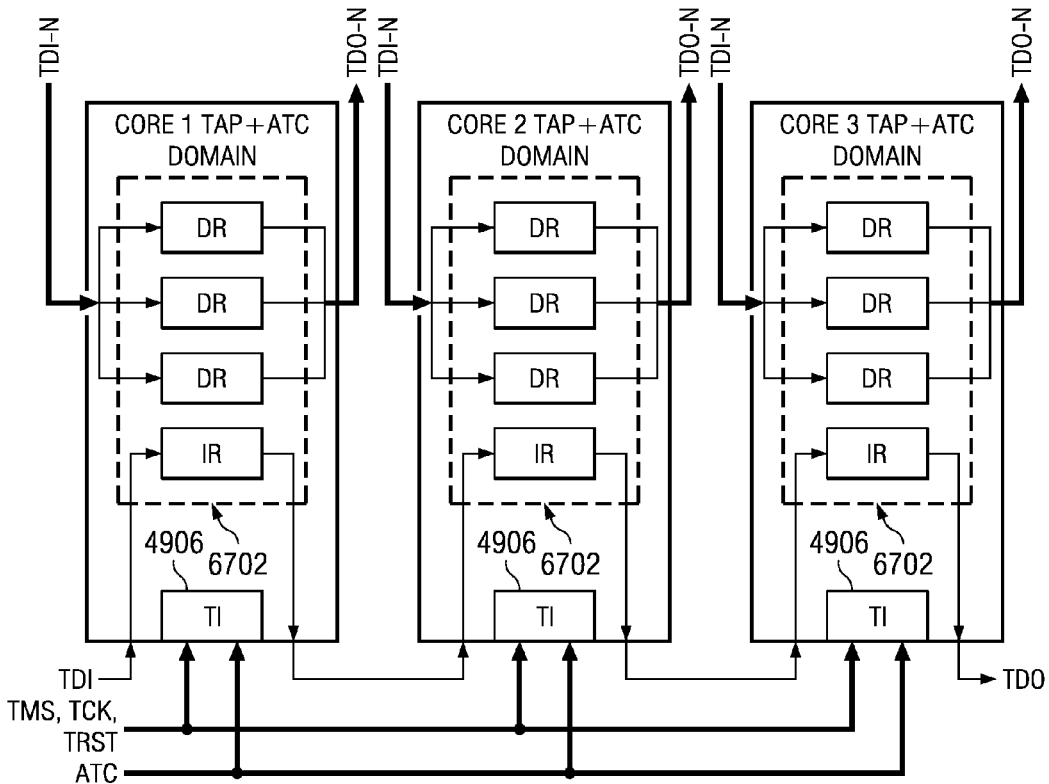 TDI-N
TDO-N
TDI-N
TDO-N
TDI-N
TDO-N
CORE 1 TAP+ATC
DOMAIN
DR
DR
DR
IR
4906
6702
TI
CORE 2 TAP+ATC
DOMAIN
DR
DR
DR
IR
4906
6702
TI
CORE 3 TAP+ATC
DOMAIN
DR
DR
DR
IR
4906
6702
TI
TDI
TDO
TMS, TCK,
TRST
ATC